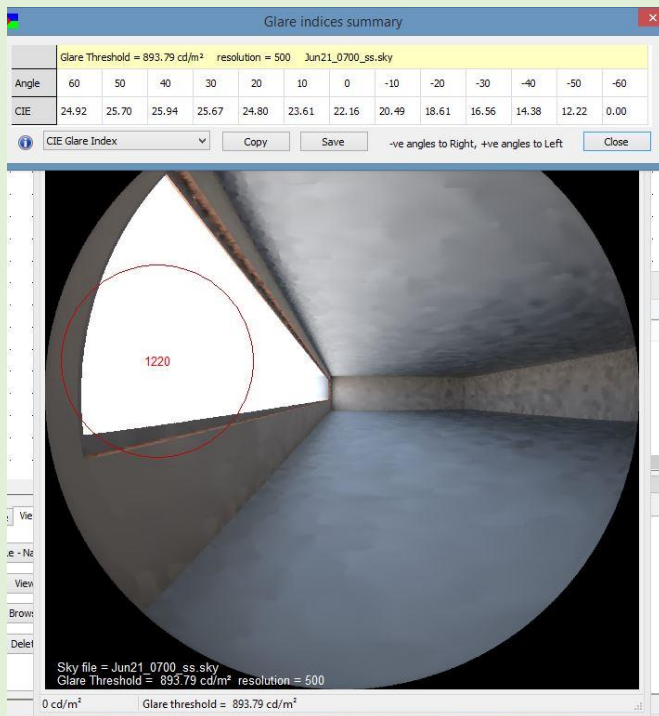 Glare indices summary
Glare Threshold = 893.79 cd/m² resolution = 500 Jun21_0700_ss.sky
Angle 60 50 40 30 20 10 0 -10 -20 -30 -40 -50 -60
CIE 24.92 25.70 25.94 25.67 24.80 23.61 22.16 20.49 18.61 16.56 14.38 12.22 0.00
CIE Glare Index Copy Save -ve angles to Right, +ve angles to Left Close
1220
Vie
e - Na
View
Brows
Delet
Sky file = Jun21_0700_ss.sky
Glare Threshold = 893.79 cd/m² resolution = 500
0 cd/m² Glare threshold = 893.79 cd/m²